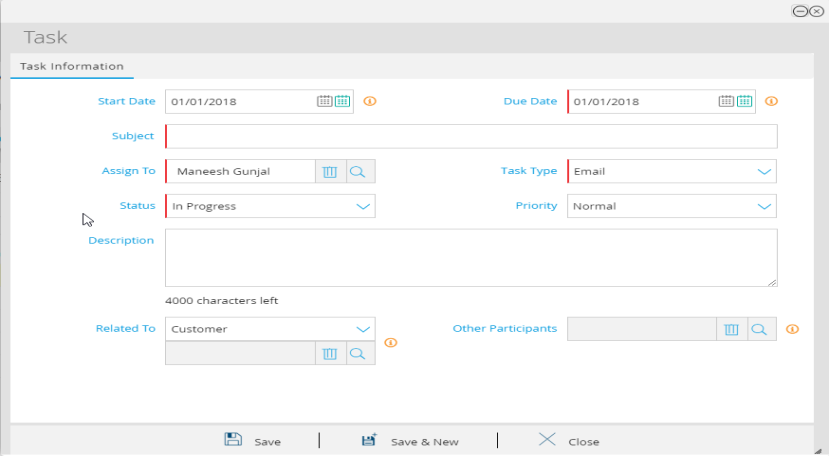 Task
Task Information
Start Date 01/01/2018 Due Date 01/01/2018
Subject
Assign To Maneesh Gunjal Task Type Email
Status In Progress Priority Normal
Description
4000 characters left
Related To Customer Other Participants
Save Save & New Close